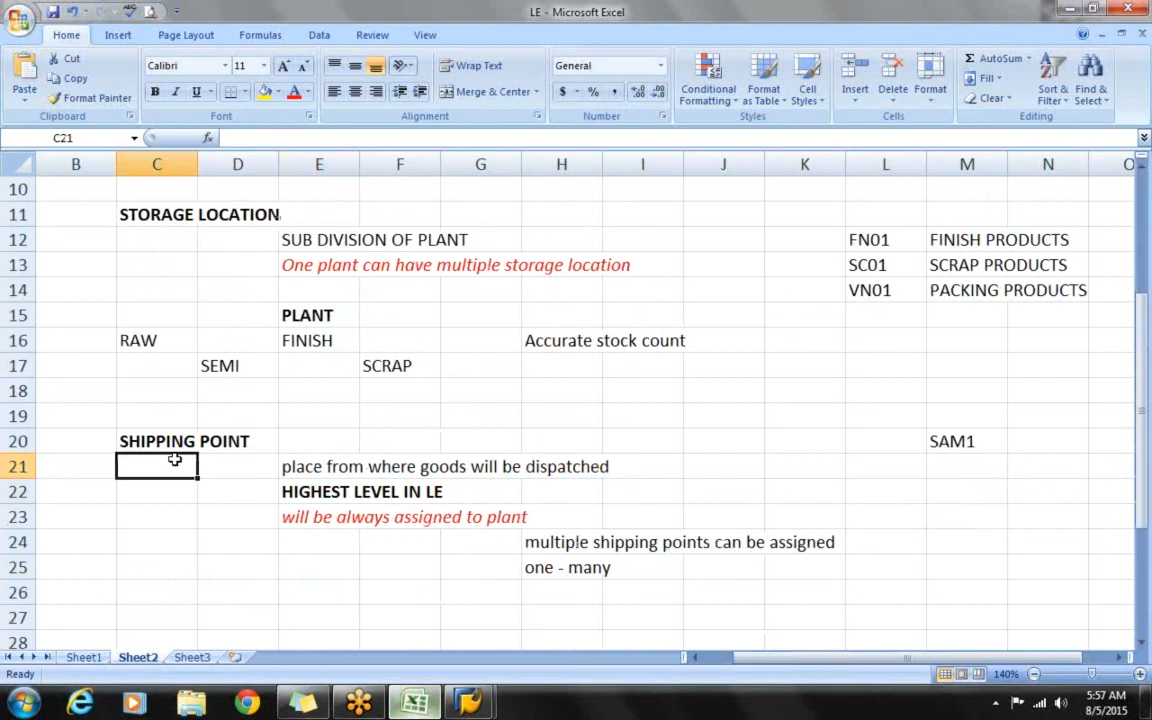 LE - Microsoft Excel
Home Insert Page Layout Formulas Data Review View
Paste
Cut
Copy
Format Painter
Clipboard
Calibri 11
B I U
Font
Wrap Text
Merge & Center
Alignment
General
$ % ,
Number
Conditional Formatting
Format as Table
Cell Styles
Styles
Insert Delete Format
Cells
AutoSum
Fill
Clear
Sort & Filter
Find & Select
Editing
C21 fx
B C D E F G H I J K L M N O
10
11 STORAGE LOCATION
12 SUB DIVISION OF PLANT FN01 FINISH PRODUCTS
13 One plant can have multiple storage location SC01 SCRAP PRODUCTS
14 VN01 PACKING PRODUCTS
15 PLANT
16 RAW FINISH Accurate stock count
17 SEMI SCRAP
18
19
20 SHIPPING POINT SAM1
21 place from where goods will be dispatched
22 HIGHEST LEVEL IN LE
23 will be always assigned to plant
24 multiple shipping points can be assigned
25 one - many
26
27
28
Sheet1 Sheet2 Sheet3
Ready 140%
5:57 AM
8/5/2015